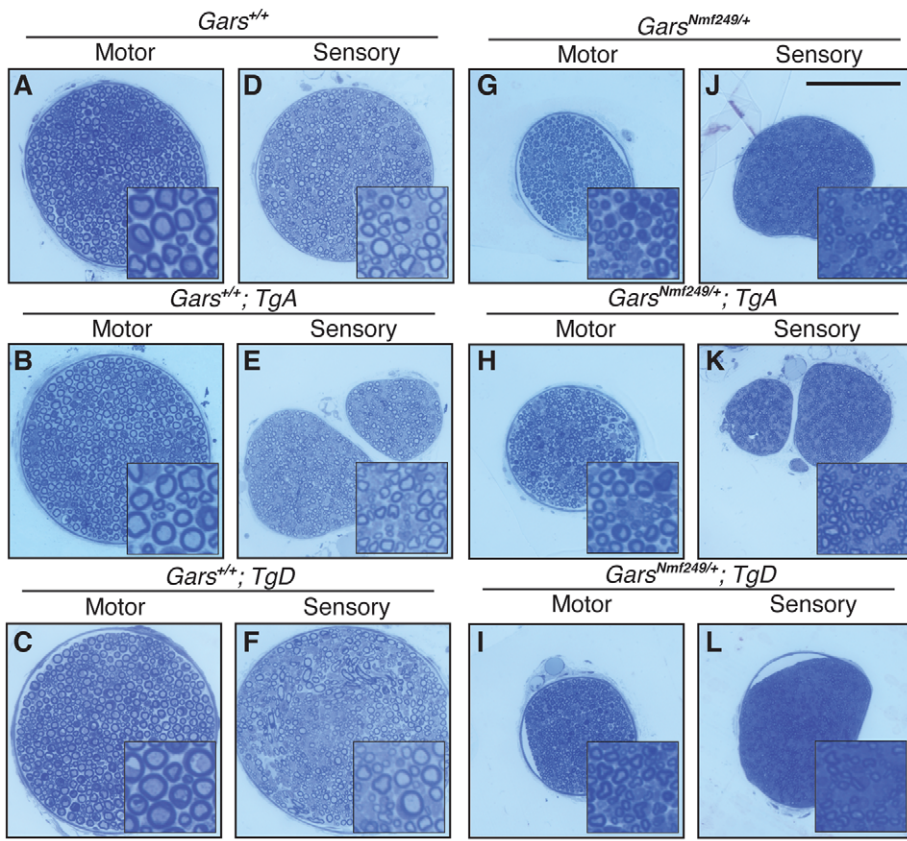 Gars+/+ Gars^Nmf249/+
Motor Sensory Motor Sensory
A D G J
Gars+/+; TgA Gars^Nmf249/+; TgA
Motor Sensory Motor Sensory
B E H K
Gars+/+; TgD Gars^Nmf249/+; TgD
Motor Sensory Motor Sensory
C F I L